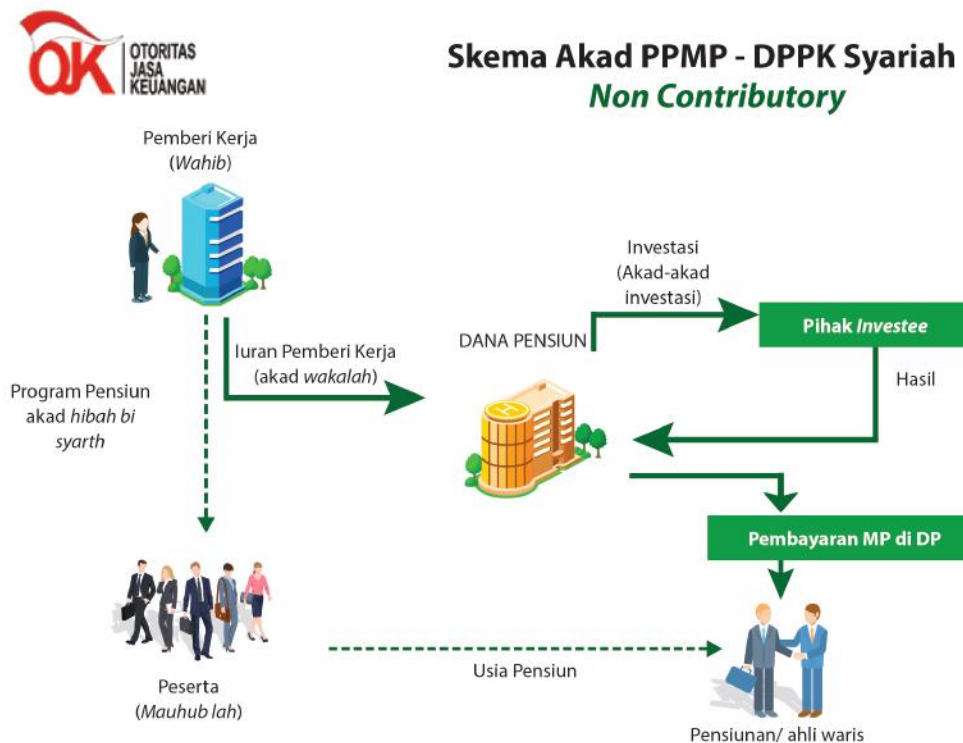 OJK
OTORITAS
JASA
KEUANGAN
Skema Akad PPMP - DPPK Syariah
Non Contributory
Pemberi Kerja
(Wahib)
Investasi
(Akad-akad
investasi)
Pihak Investee
DANA PENSIUN
Iuran Pemberi Kerja
(akad wakalah)
Hasil
Program Pensiun
akad hibah bi
syarth
Pembayaran MP di DP
Usia Pensiun
Peserta
(Mauhub lah)
Pensiunan/ ahli waris